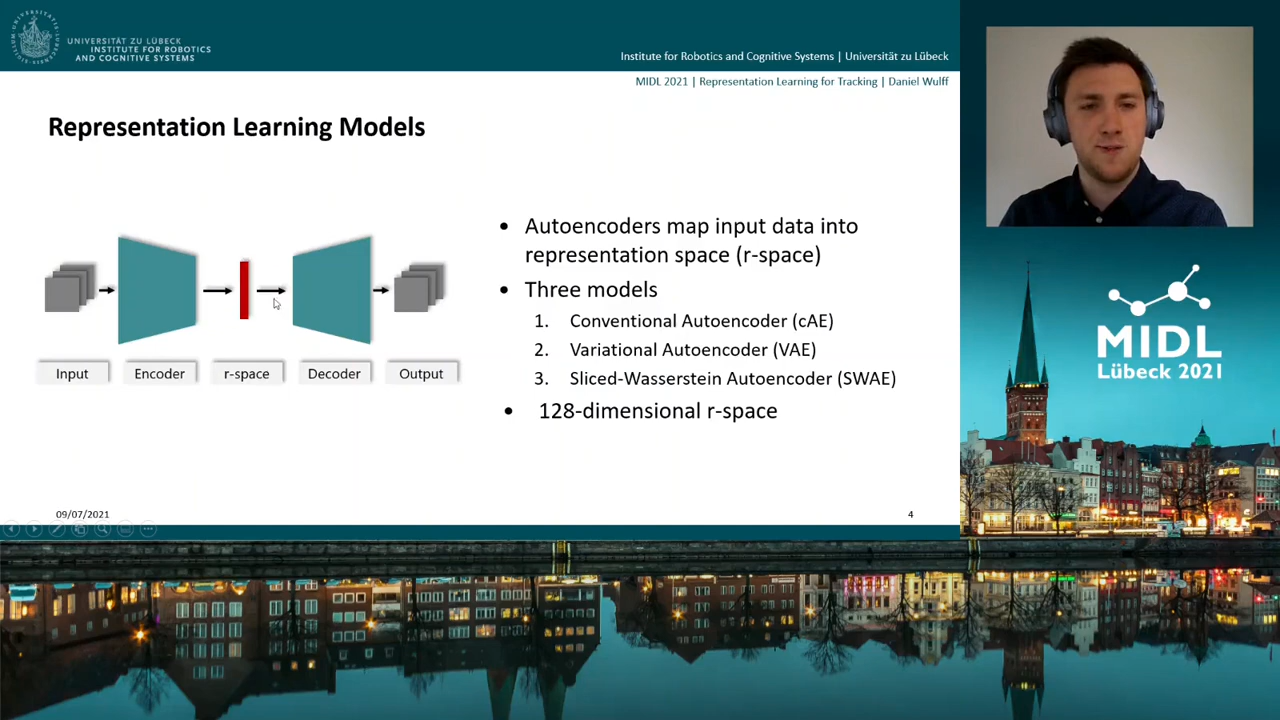 UNIVERSITÄT ZU LÜBECK
INSTITUTE FOR ROBOTICS
AND COGNITIVE SYSTEMS
Institute for Robotics and Cognitive Systems | Universität zu Lübeck
MIDL 2021 | Representation Learning for Tracking | Daniel Wulff
Representation Learning Models
Input
Encoder
r-space
Decoder
Output
• Autoencoders map input data into
representation space (r-space)
• Three models
1. Conventional Autoencoder (cAE)
2. Variational Autoencoder (VAE)
3. Sliced-Wasserstein Autoencoder (SWAE)
• 128-dimensional r-space
09/07/2021
4
MIDL
Lübeck 2021